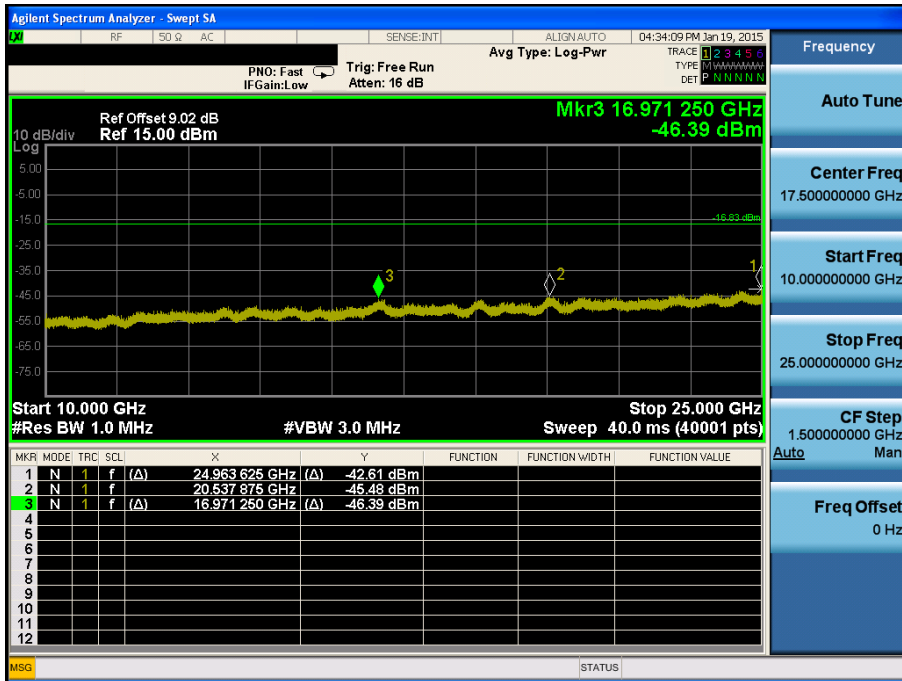 Agilent Spectrum Analyzer - Swept SA
LXI RF 50 Ω AC SENSE:INT ALIGN AUTO 04:34:09 PM Jan 19, 2015
Avg Type: Log-Pwr
TRACE 1 2 3 4 5 6
TYPE M WWWWW
DET P N N N N N
PNO: Fast
IFGain:Low
Trig: Free Run
Atten: 16 dB
Mkr3 16.971 250 GHz
-46.39 dBm
Ref Offset 9.02 dB
10 dB/div Ref 15.00 dBm
Log
5.00
-5.00
-15.0
-16.83 dBm
-25.0
-35.0
-45.0
-55.0
-65.0
-75.0
3
2
1
Start 10.000 GHz Stop 25.000 GHz
#Res BW 1.0 MHz #VBW 3.0 MHz Sweep 40.0 ms (40001 pts)
MKR MODE TRC SCL X Y FUNCTION FUNCTION WIDTH FUNCTION VALUE
1 N 1 f (Δ) 24.963 625 GHz (Δ) -42.61 dBm
2 N 1 f 20.537 875 GHz -45.48 dBm
3 N 1 f (Δ) 16.971 250 GHz (Δ) -46.39 dBm
4
5
6
7
8
9
10
11
12
MSG STATUS
Frequency
Auto Tune
Center Freq
17.500000000 GHz
Start Freq
10.000000000 GHz
Stop Freq
25.000000000 GHz
CF Step
1.500000000 GHz
Auto Man
Freq Offset
0 Hz